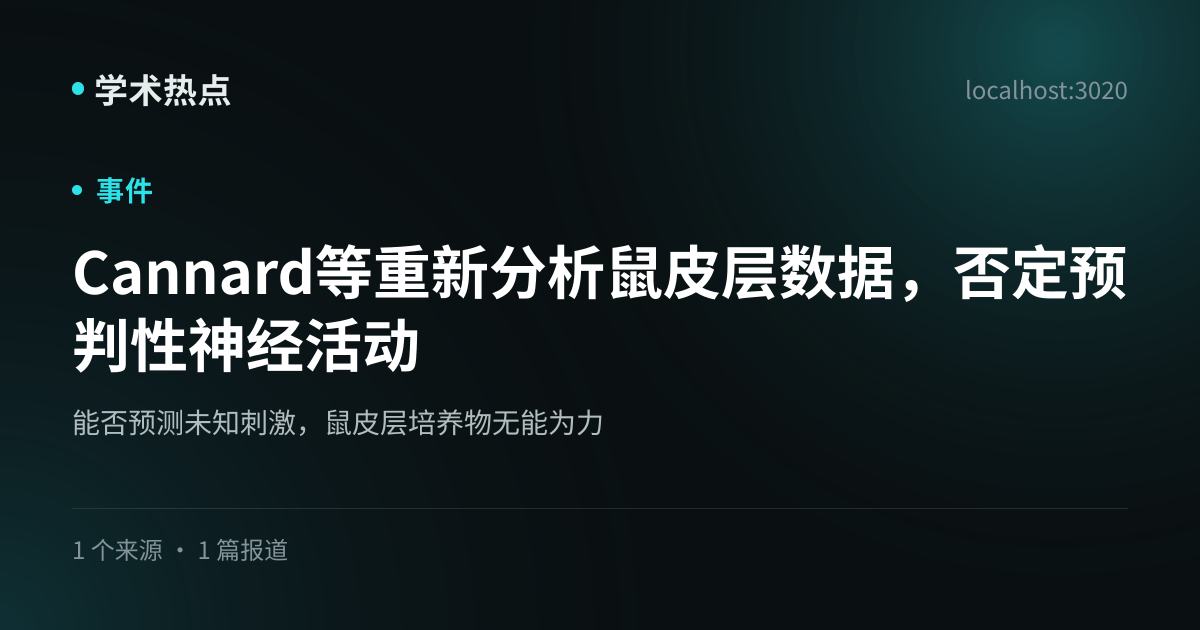 学术热点
localhost:3020
事件
Cannard等重新分析鼠皮层数据，否定预
判性神经活动
能否预测未知刺激，鼠皮层培养物无能为力
1 个来源 · 1 篇报道